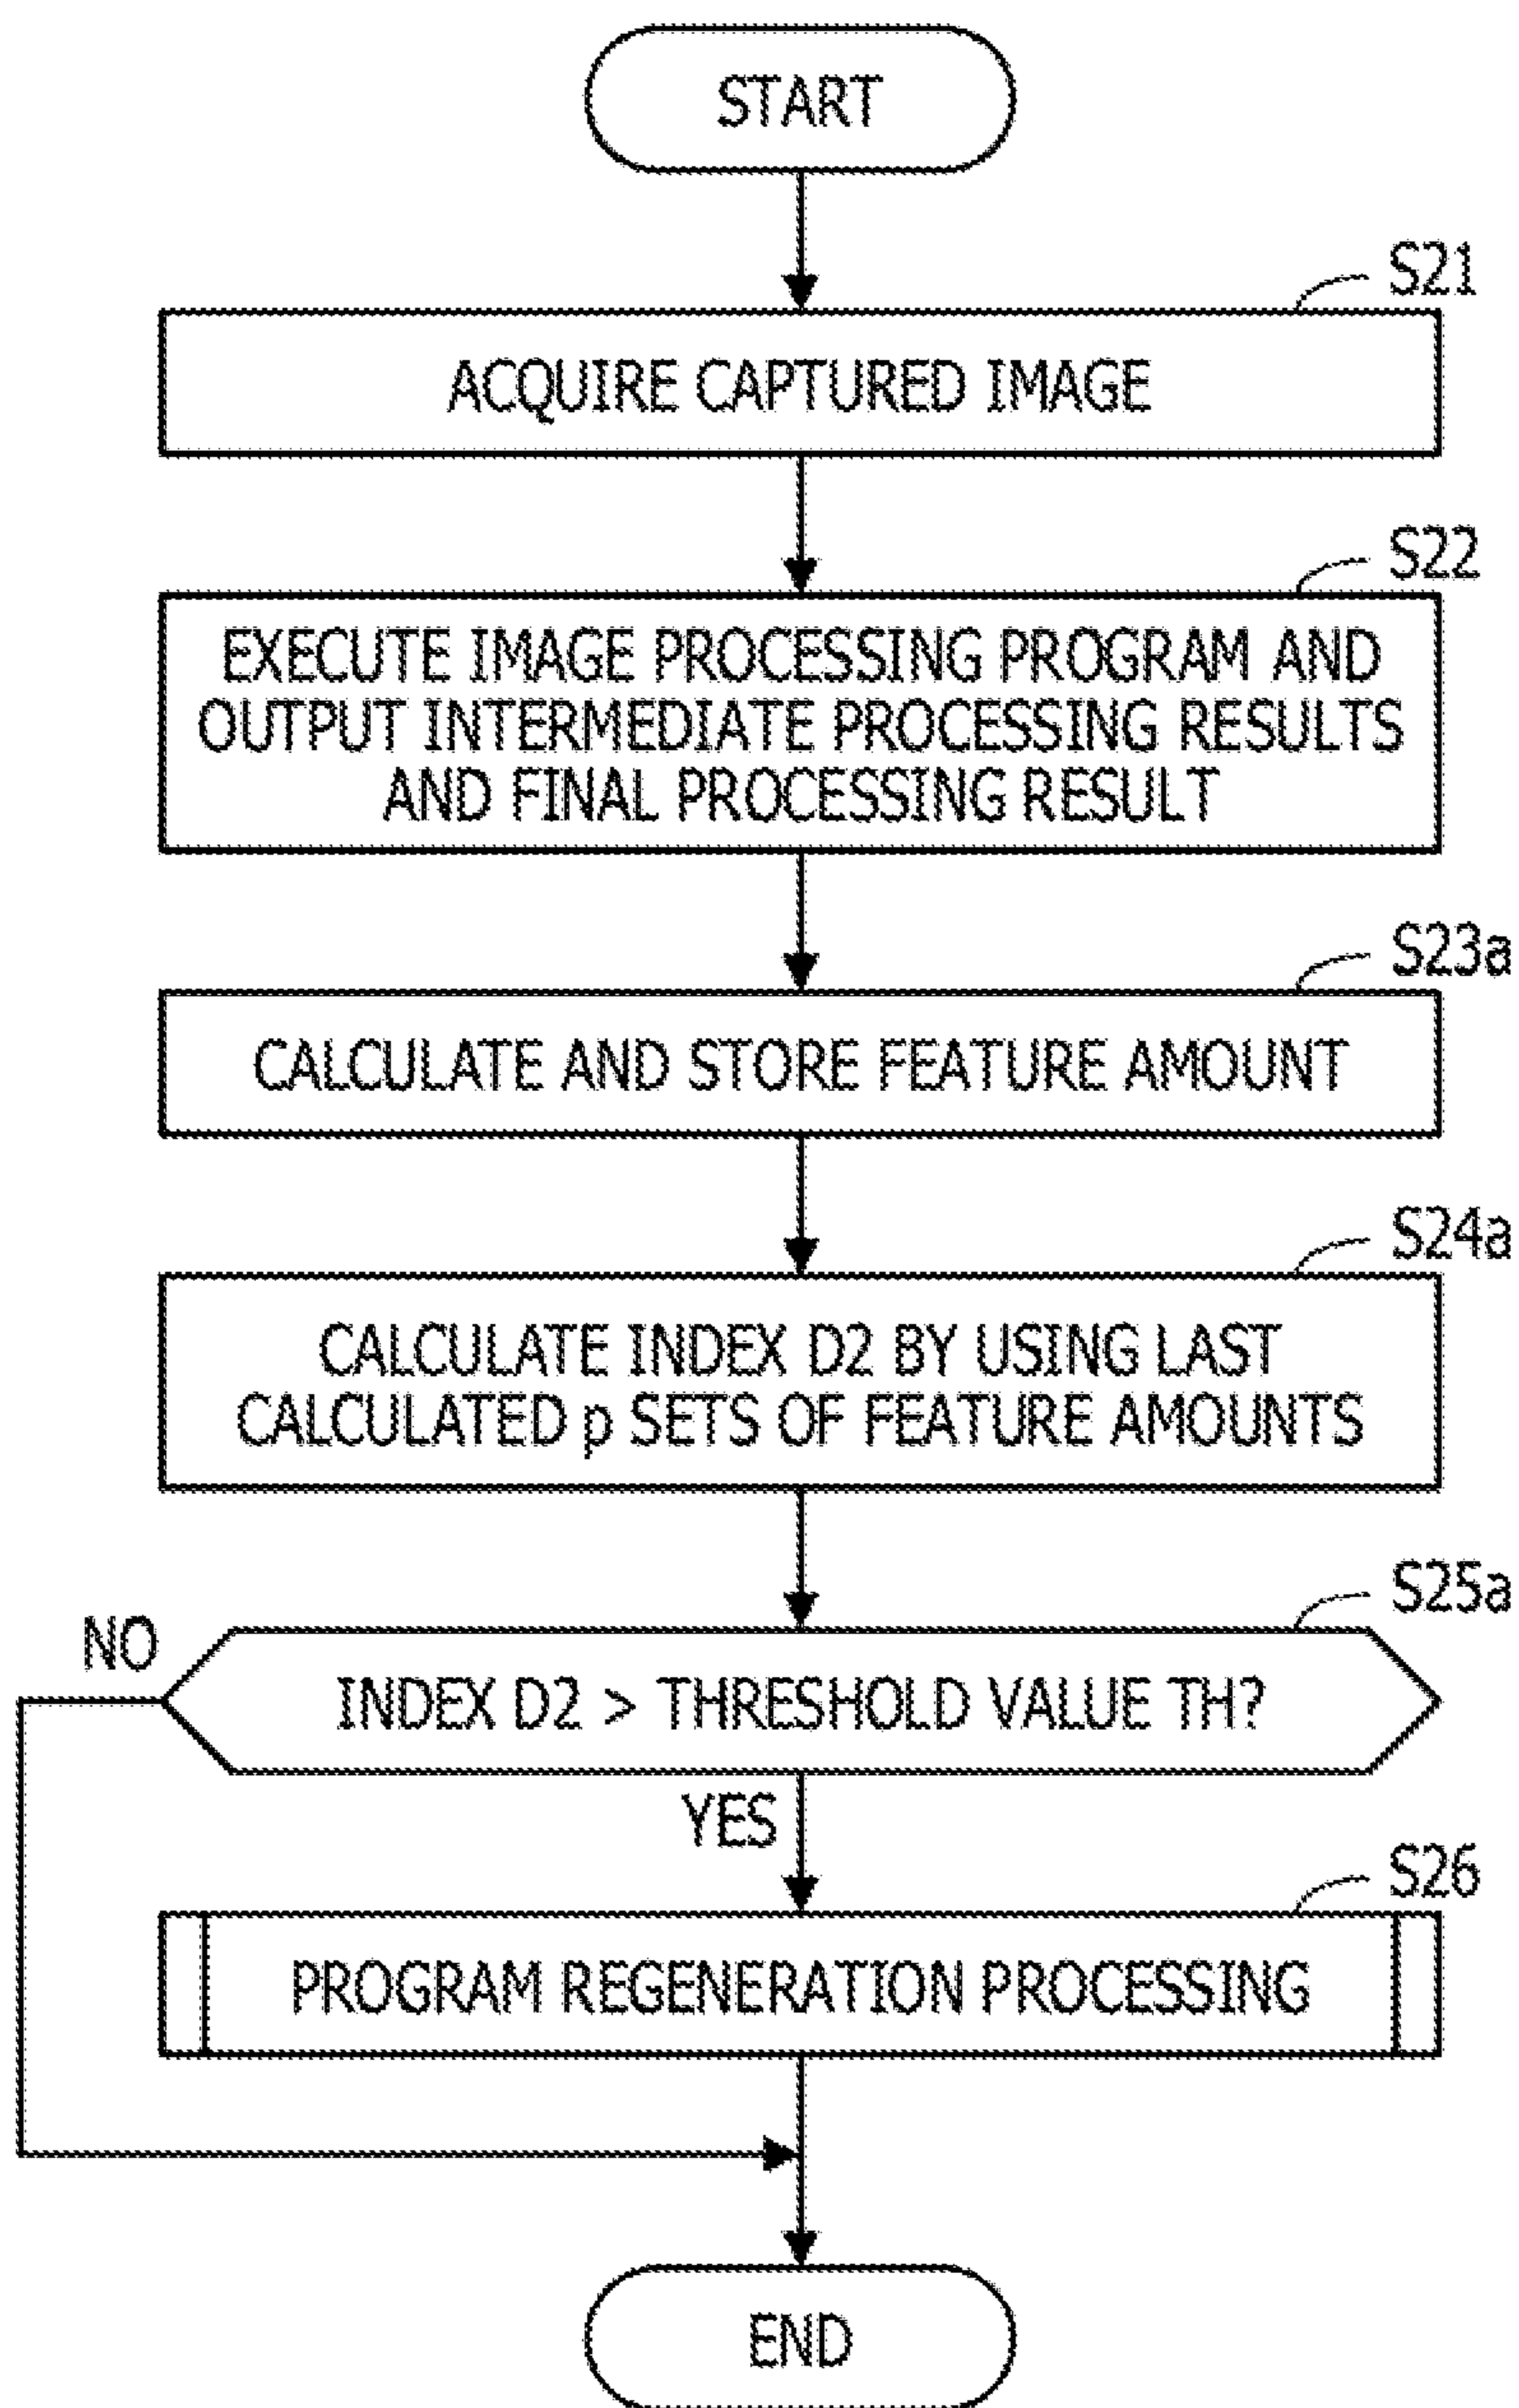 START
S21
ACQUIRE CAPTURED IMAGE
S22
EXECUTE IMAGE PROCESSING PROGRAM AND
OUTPUT INTERMEDIATE PROCESSING RESULTS
AND FINAL PROCESSING RESULT
S23a
CALCULATE AND STORE FEATURE AMOUNT
S24a
CALCULATE INDEX D2 BY USING LAST
CALCULATED p SETS OF FEATURE AMOUNTS
S25a
NO
INDEX D2 > THRESHOLD VALUE TH?
YES
S26
PROGRAM REGENERATION PROCESSING
END